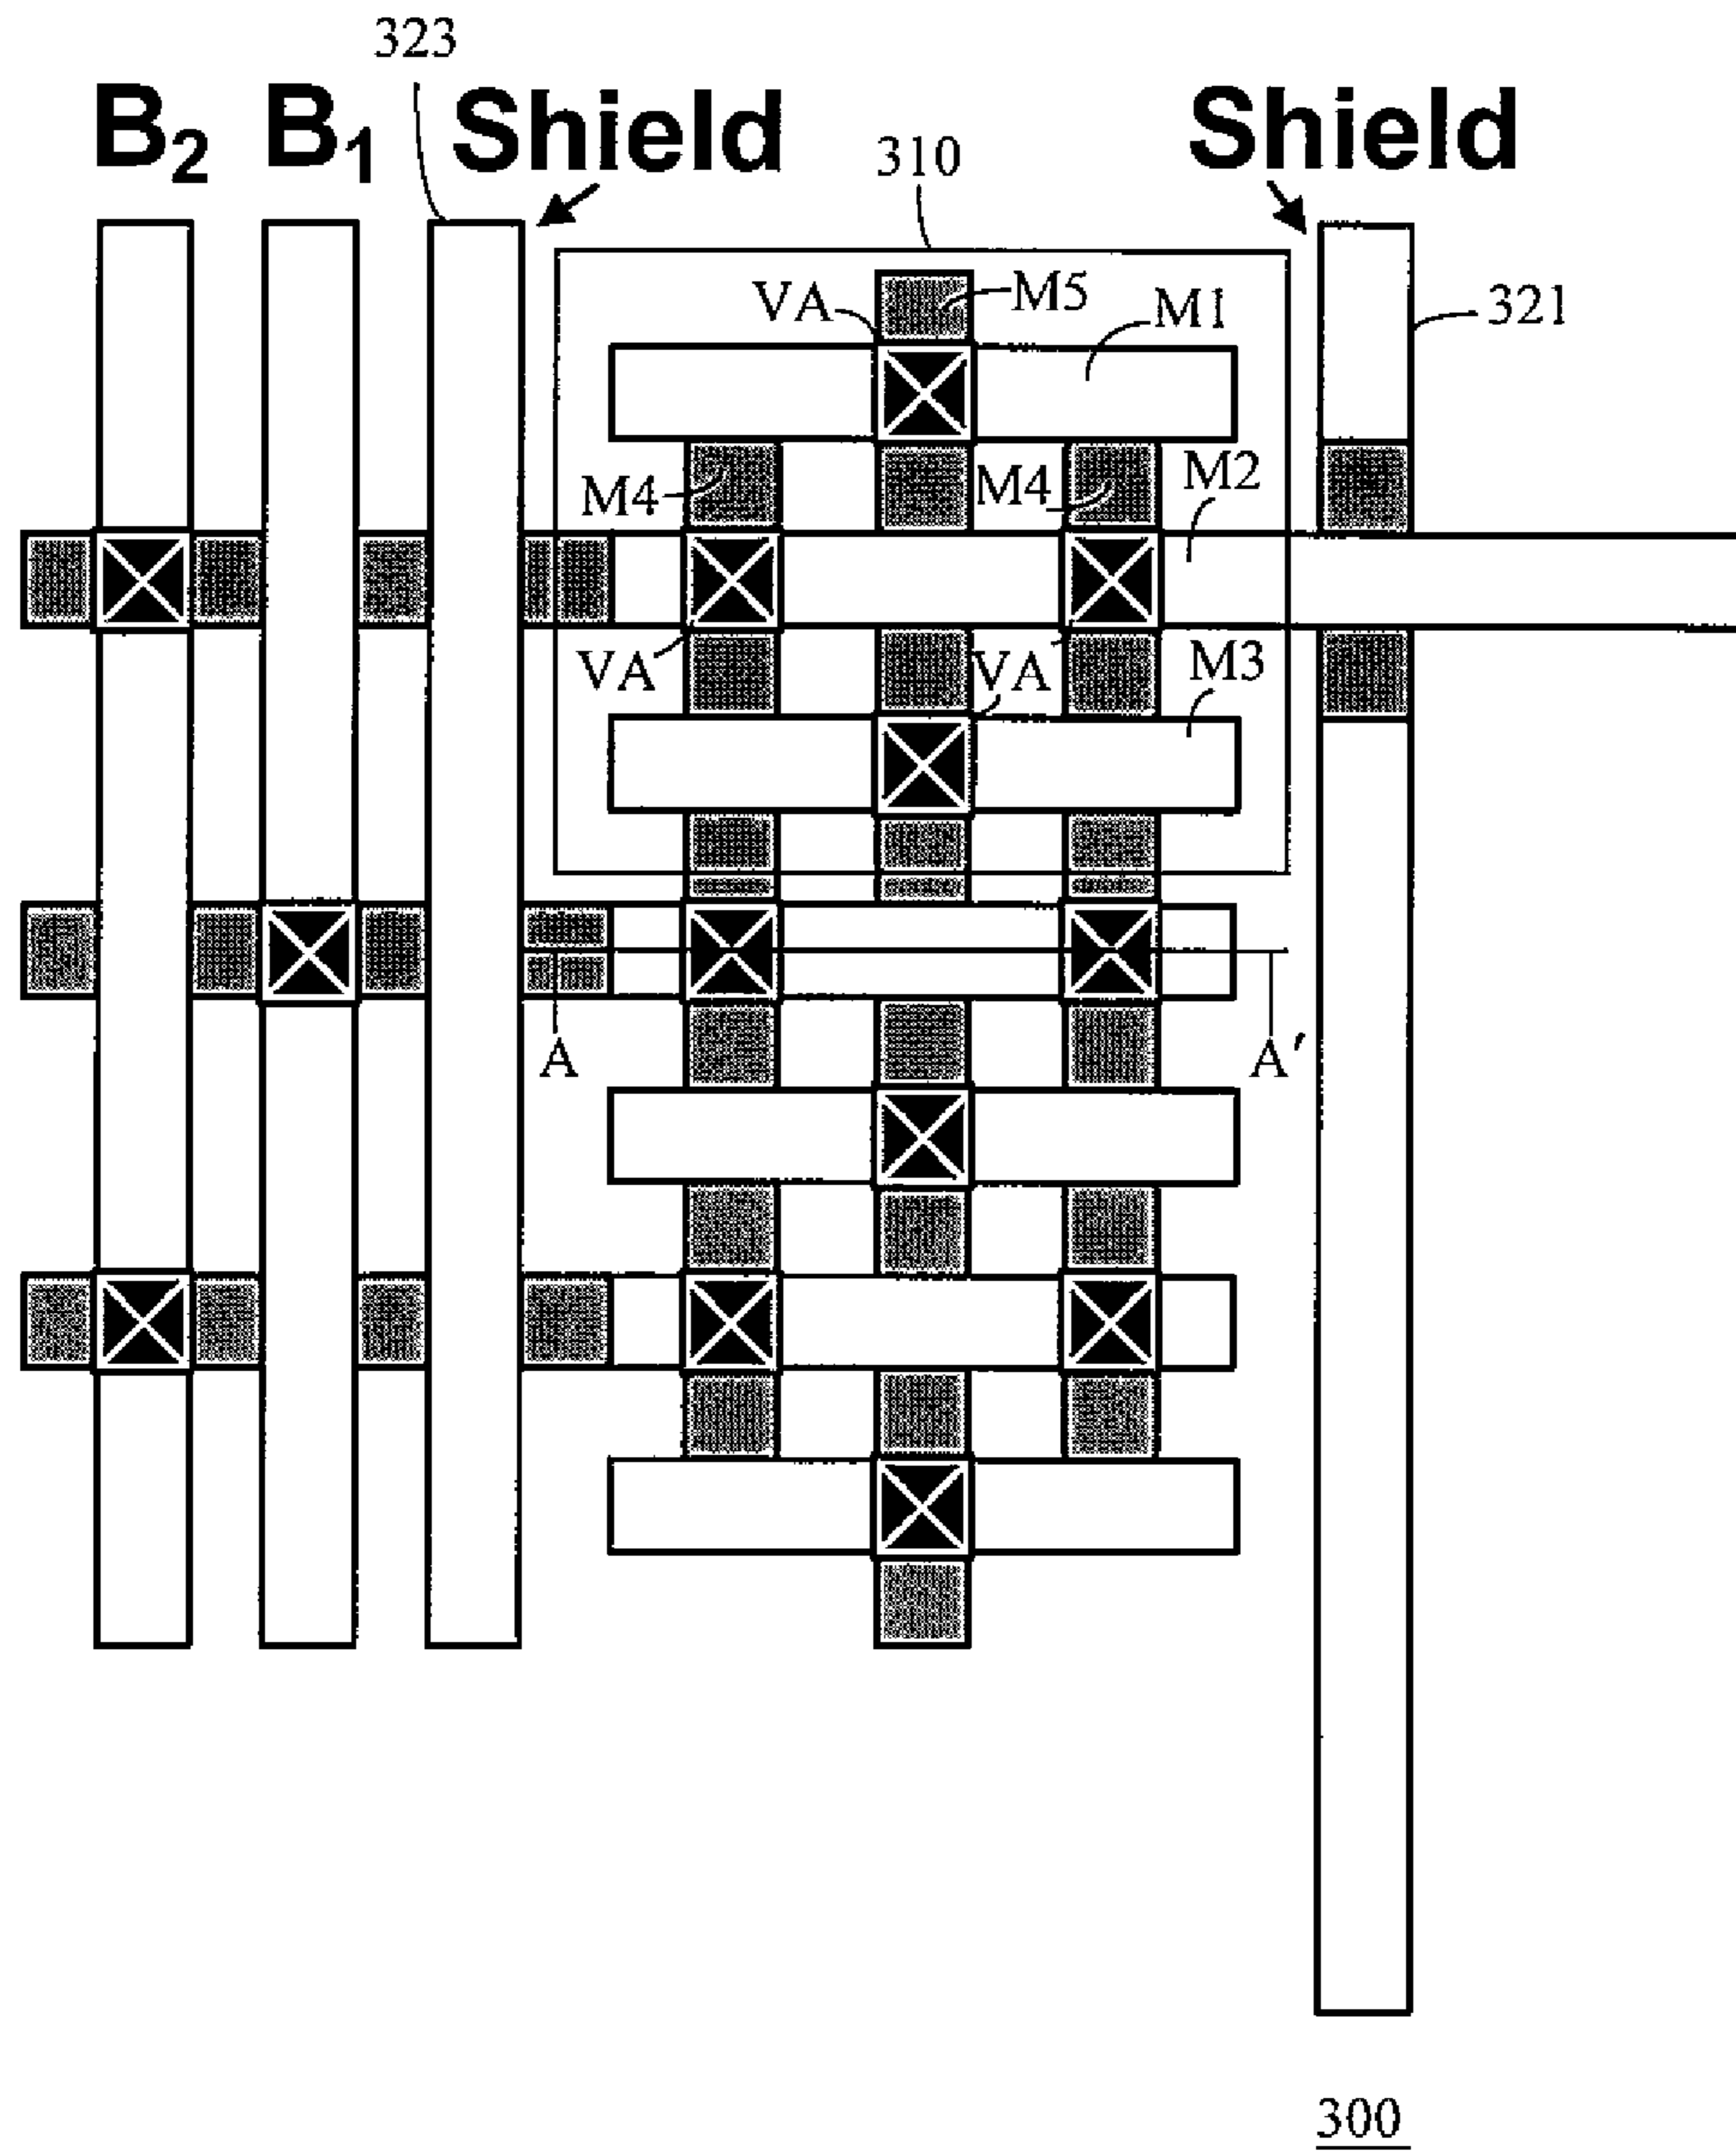 323
B2 B1 Shield
Shield
310
VA
M5
M1
321
M4
M4
M2
VA
VA
M3
A
A′
300